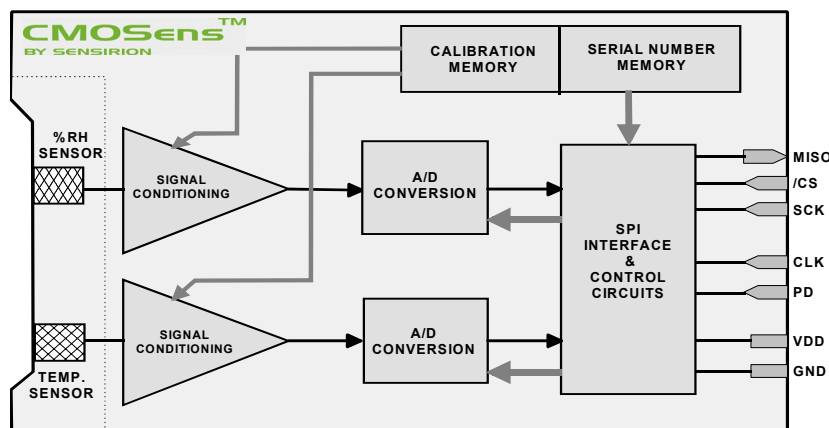 CMOSens™
BY SENSIRION
CALIBRATION
MEMORY
SERIAL NUMBER
MEMORY
%RH
SENSOR
SIGNAL
CONDITIONING
A/D
CONVERSION
SPI
INTERFACE
&
CONTROL
CIRCUITS
MISO
/CS
SCK
CLK
PD
VDD
GND
SIGNAL
CONDITIONING
A/D
CONVERSION
TEMP.
SENSOR